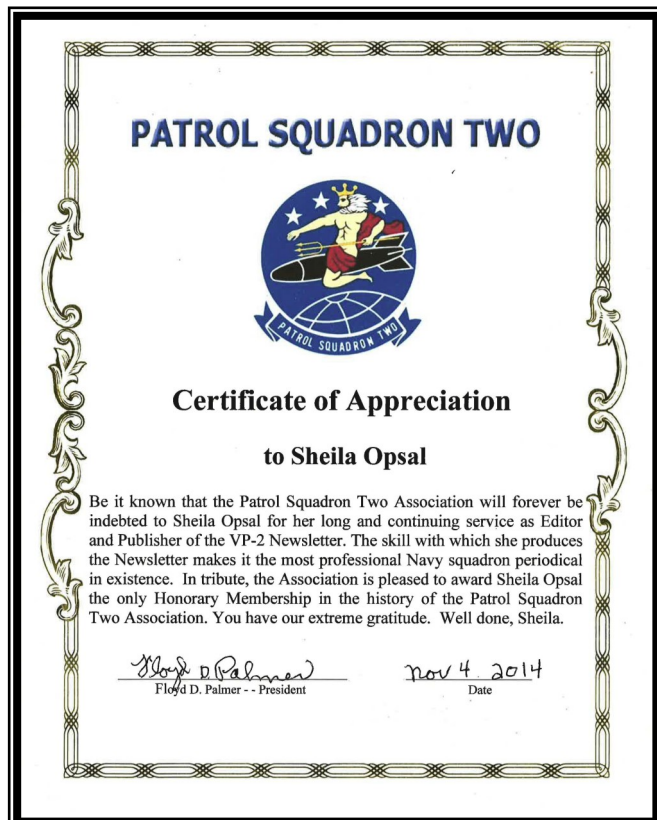 PATROL SQUADRON TWO
PATROL SQUADRON TWO
Certificate of Appreciation
to Sheila Opsal
Be it known that the Patrol Squadron Two Association will forever be
indebted to Sheila Opsal for her long and continuing service as Editor
and Publisher of the VP-2 Newsletter. The skill with which she produces
the Newsletter makes it the most professional Navy squadron periodical
in existence. In tribute, the Association is pleased to award Sheila Opsal
the only Honorary Membership in the history of the Patrol Squadron
Two Association. You have our extreme gratitude. Well done, Sheila.
Floyd D. Palmer nov 4 2014
Floyd D. Palmer - - President Date